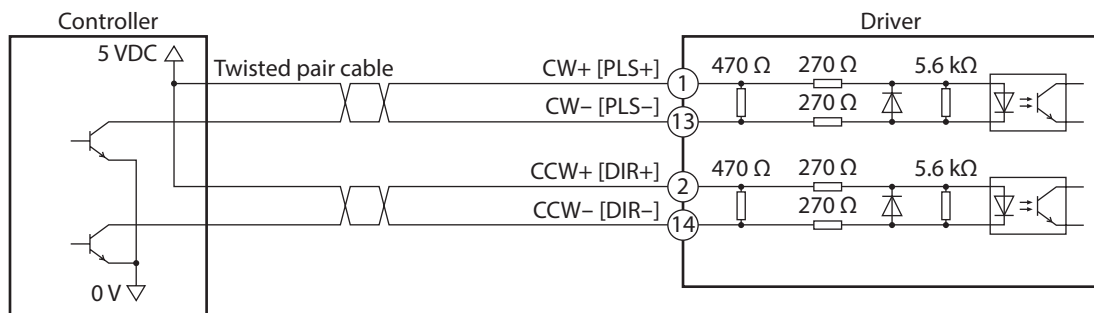 Controller
Driver
5 VDC
Twisted pair cable
CW+ [PLS+]
1
470 Ω
270 Ω
5.6 kΩ
CW– [PLS–]
13
270 Ω
CCW+ [DIR+]
2
470 Ω
270 Ω
5.6 kΩ
CCW– [DIR–]
14
270 Ω
0 V